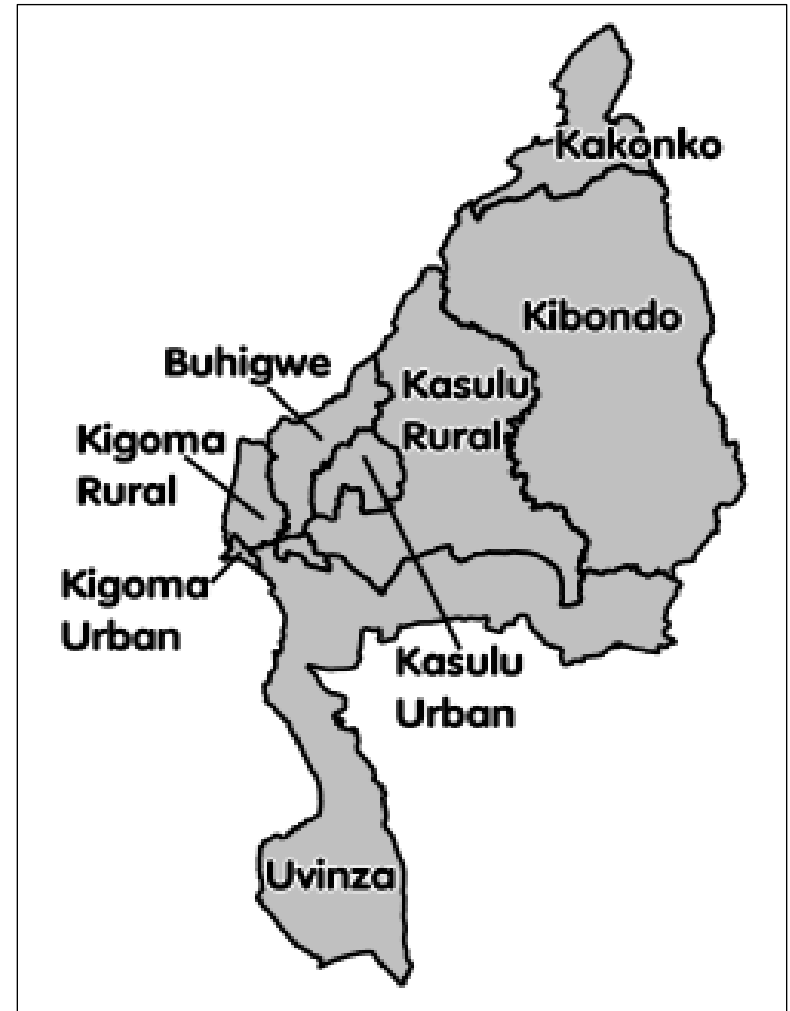 Kakonko
Kibondo
Buhigwe
Kasulu
Rural
Kigoma
Rural
Kigoma
Urban
Kasulu
Urban
Uvinza